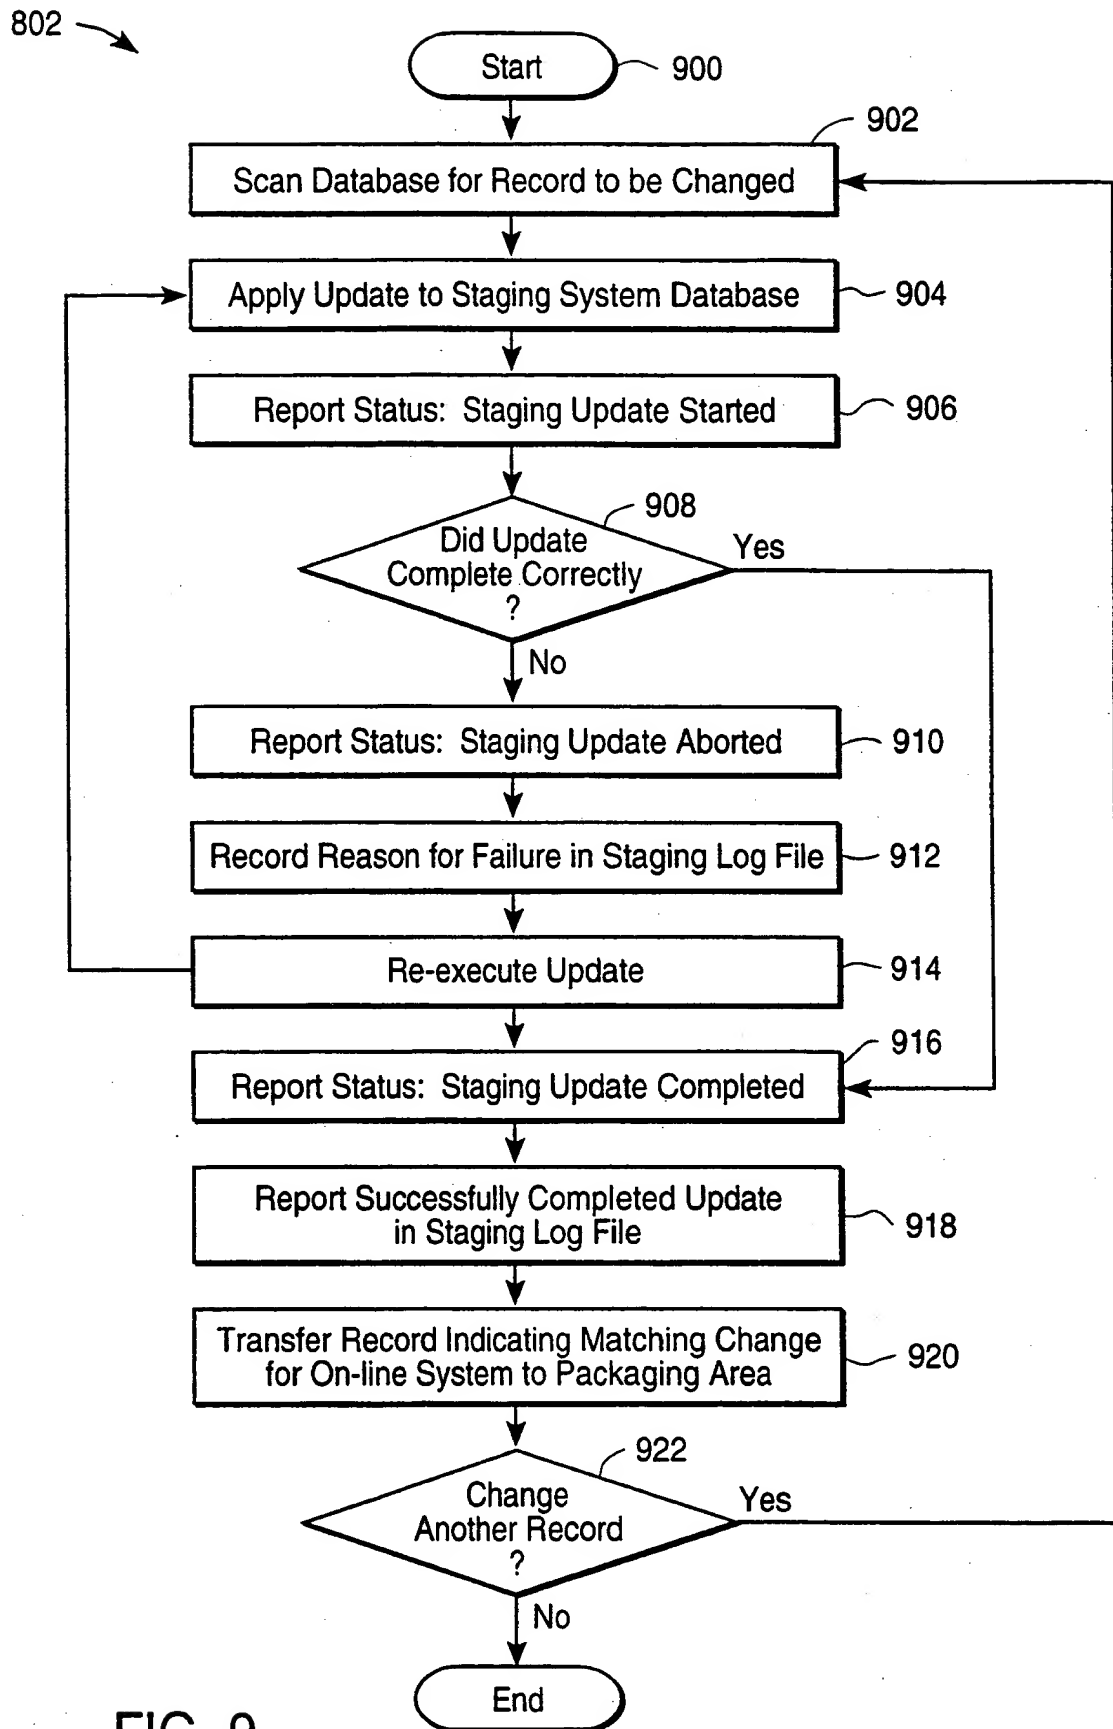 802
Start
900
902
Scan Database for Record to be Changed
Apply Update to Staging System Database
904
Report Status: Staging Update Started
906
908
Did Update
Complete Correctly
?
Yes
No
Report Status: Staging Update Aborted
910
Record Reason for Failure in Staging Log File
912
Re-execute Update
914
916
Report Status: Staging Update Completed
Report Successfully Completed Update
in Staging Log File
918
Transfer Record Indicating Matching Change
for On-line System to Packaging Area
920
922
Change
Another Record
?
Yes
No
End
FIG. 9